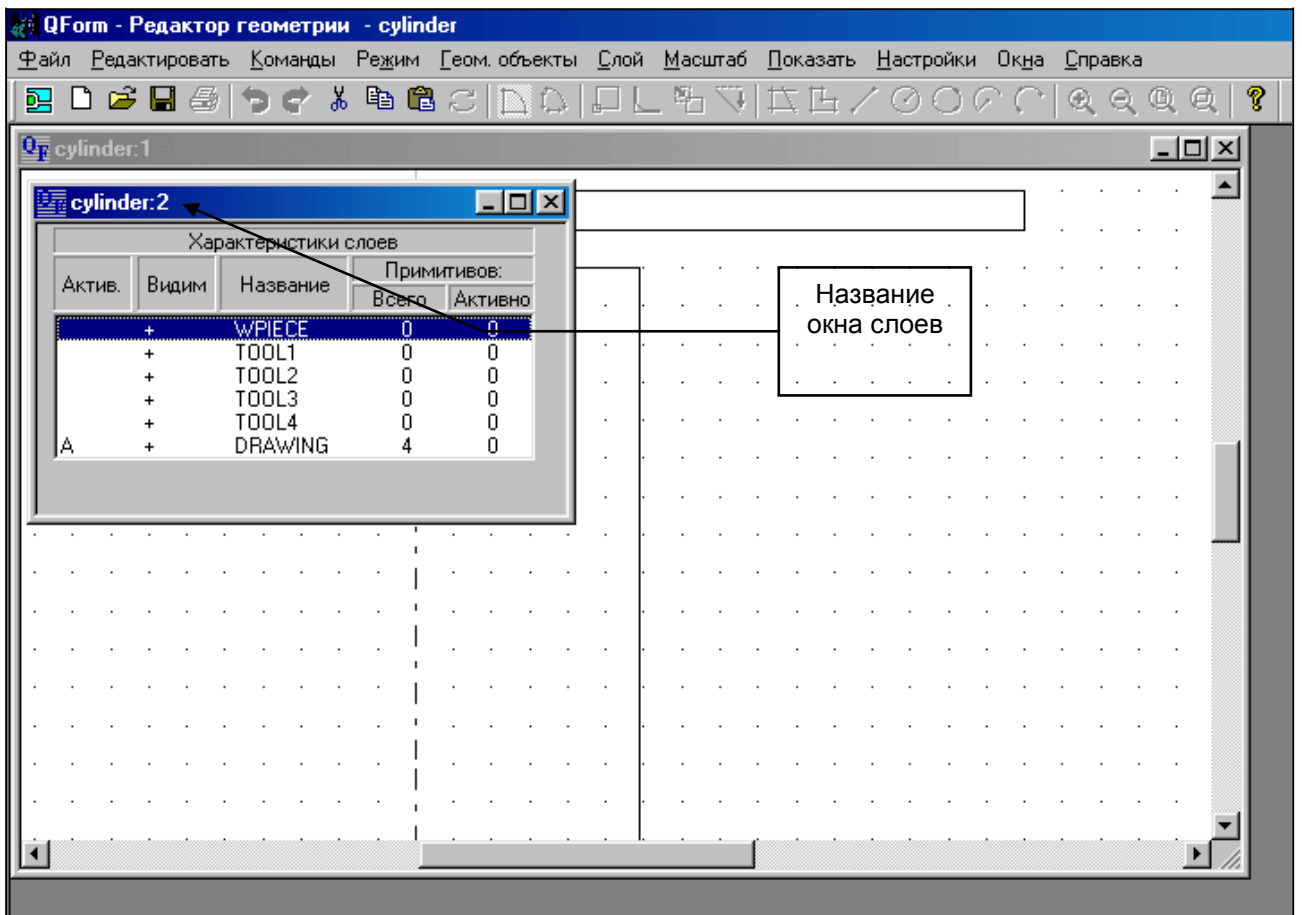 QForm - Редактор геометрии - cylinder
Файл Редактировать Команды Режим Геом. объекты Слой Масштаб Показать Настройки Окна Справка
cylinder:1
cylinder:2
Характеристики слоев
Актив. Видим Название Примитивов:
Всего Активно
+ WPIECE 0 0
+ TOOL1 0 0
+ TOOL2 0 0
+ TOOL3 0 0
+ TOOL4 0 0
A + DRAWING 4 0
Название
окна слоев